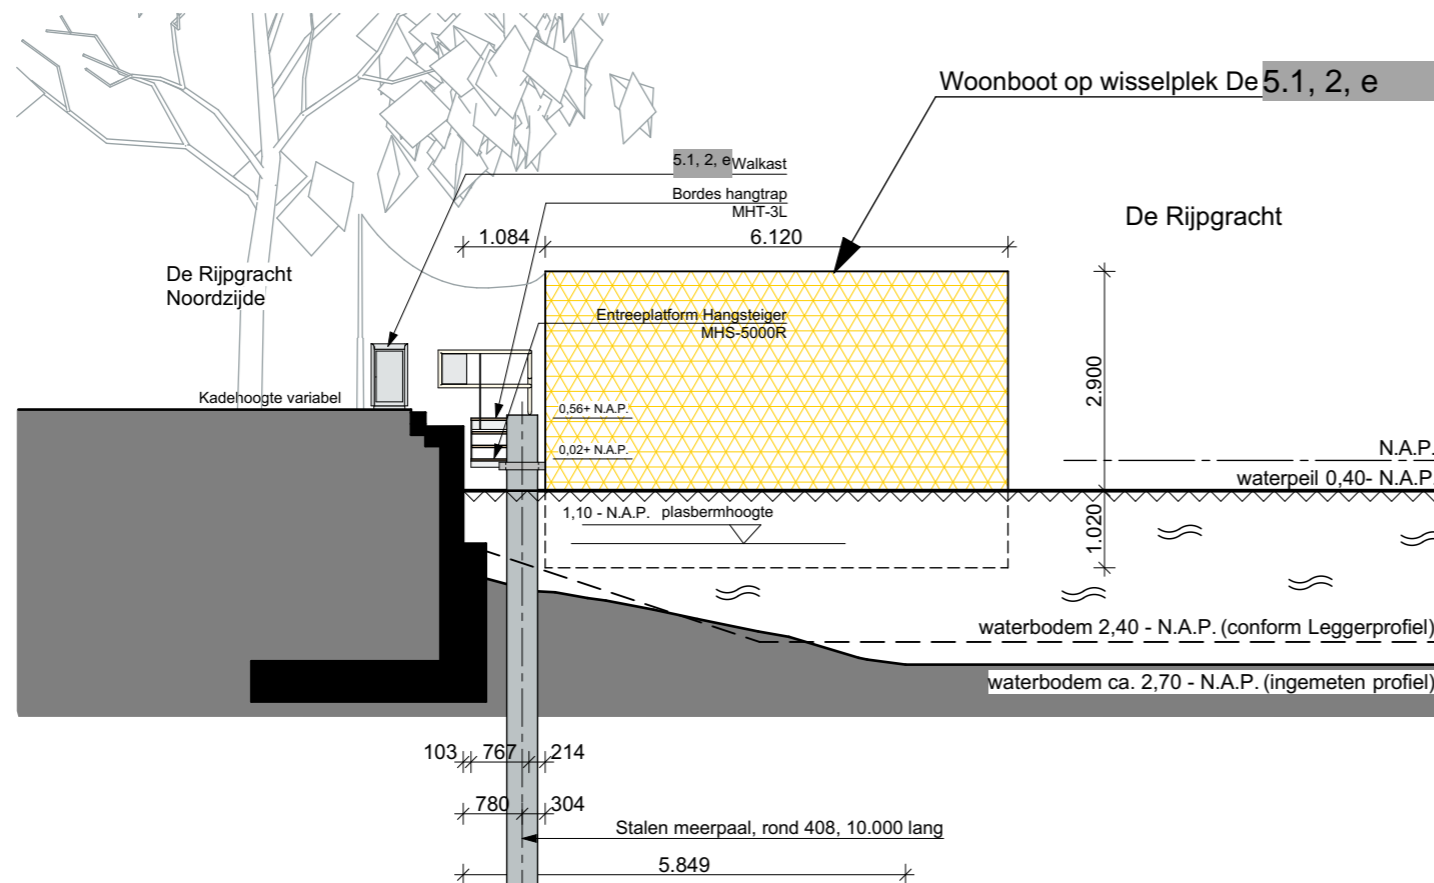 Woonboot op wisselplek De 5.1, 2, e
5.1, 2, e Walkast
Bordes hangtrap
MHT-3L
De Rijpgracht
1.084
6.120
De Rijpgracht
Noordzijde
Entreeplatform Hangsteiger
MHS-5000R
2.900
Kadehoogte variabel
0,56+ N.A.P.
0,02+ N.A.P.
N.A.P.
waterpeil 0,40- N.A.P.
1,10 - N.A.P. plasbermhoogte
1.020
waterbodem 2,40 - N.A.P. (conform Leggerprofiel)
waterbodem ca. 2,70 - N.A.P. (ingemeten profiel)
103 767 214
780 304
Stalen meerpaal, rond 408, 10.000 lang
5.849